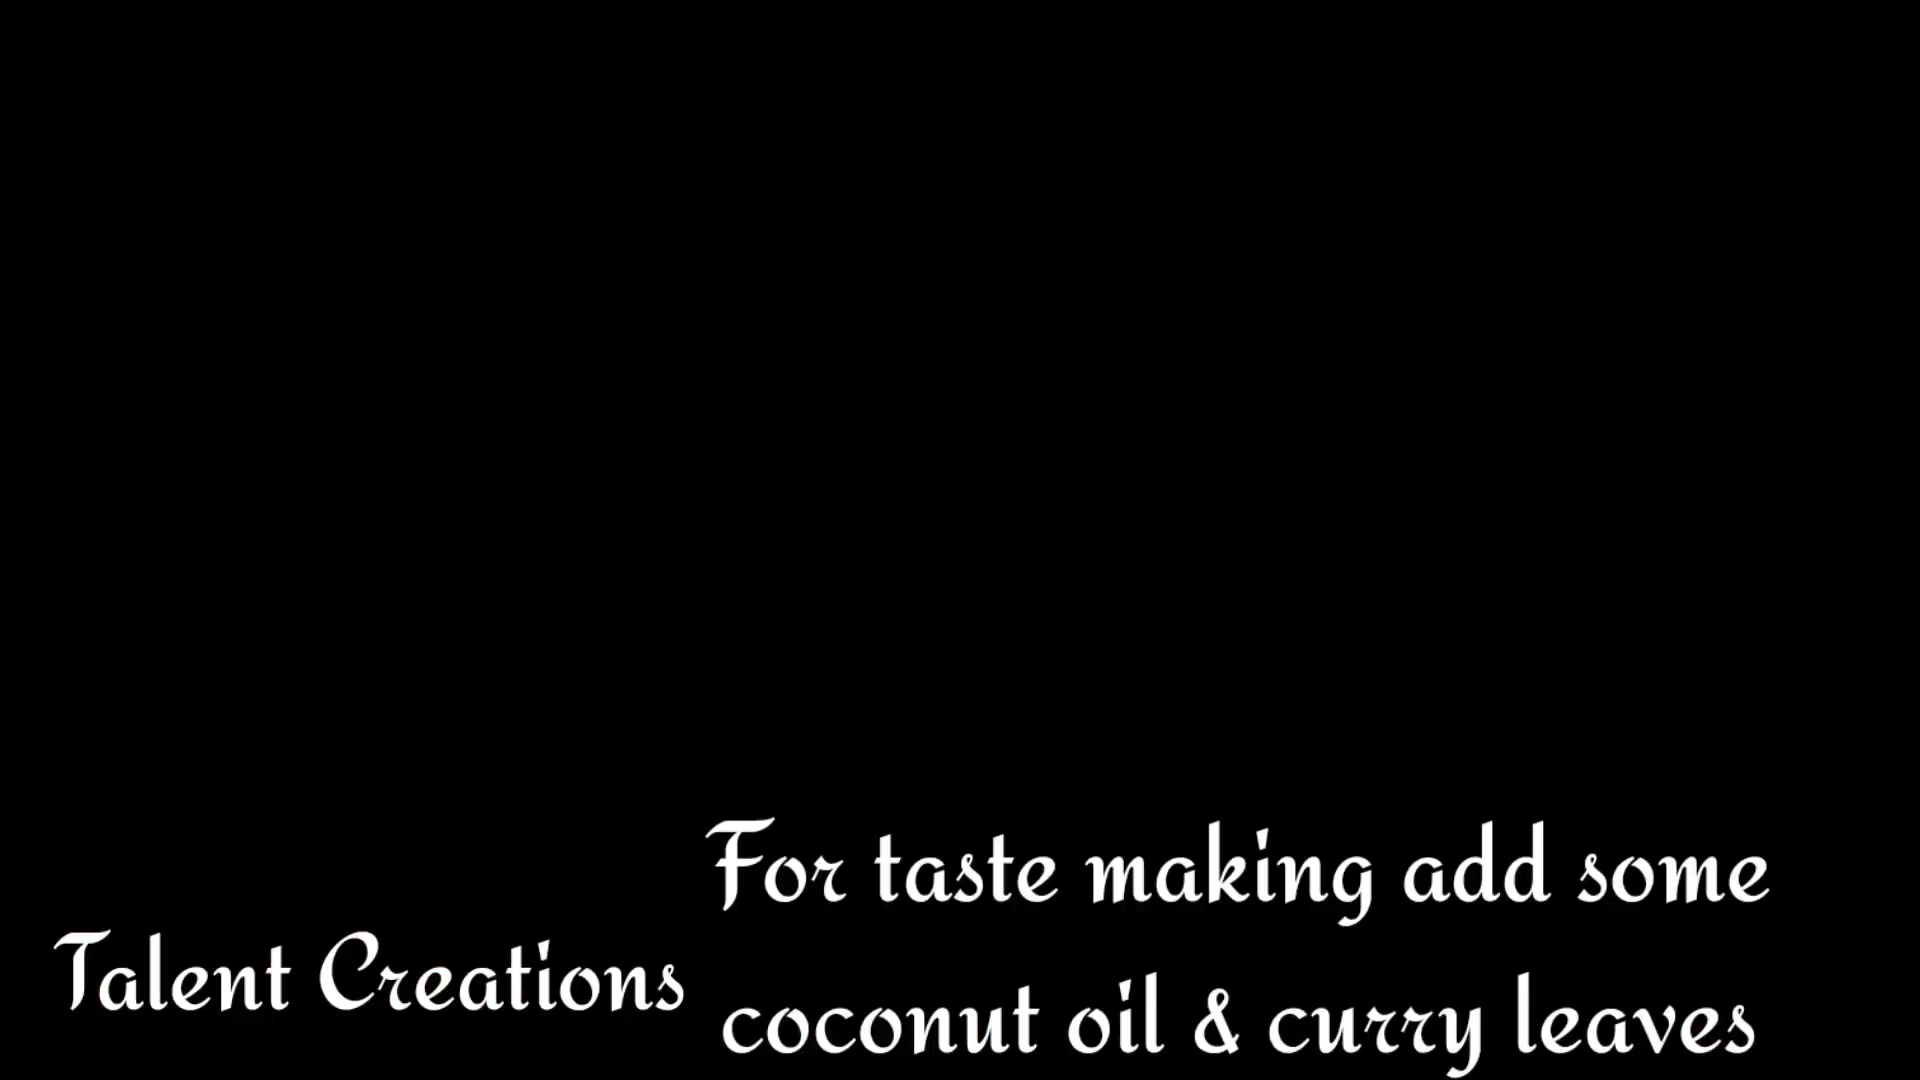 For taste making add some
Talent Creations
coconut oil & curry leaves